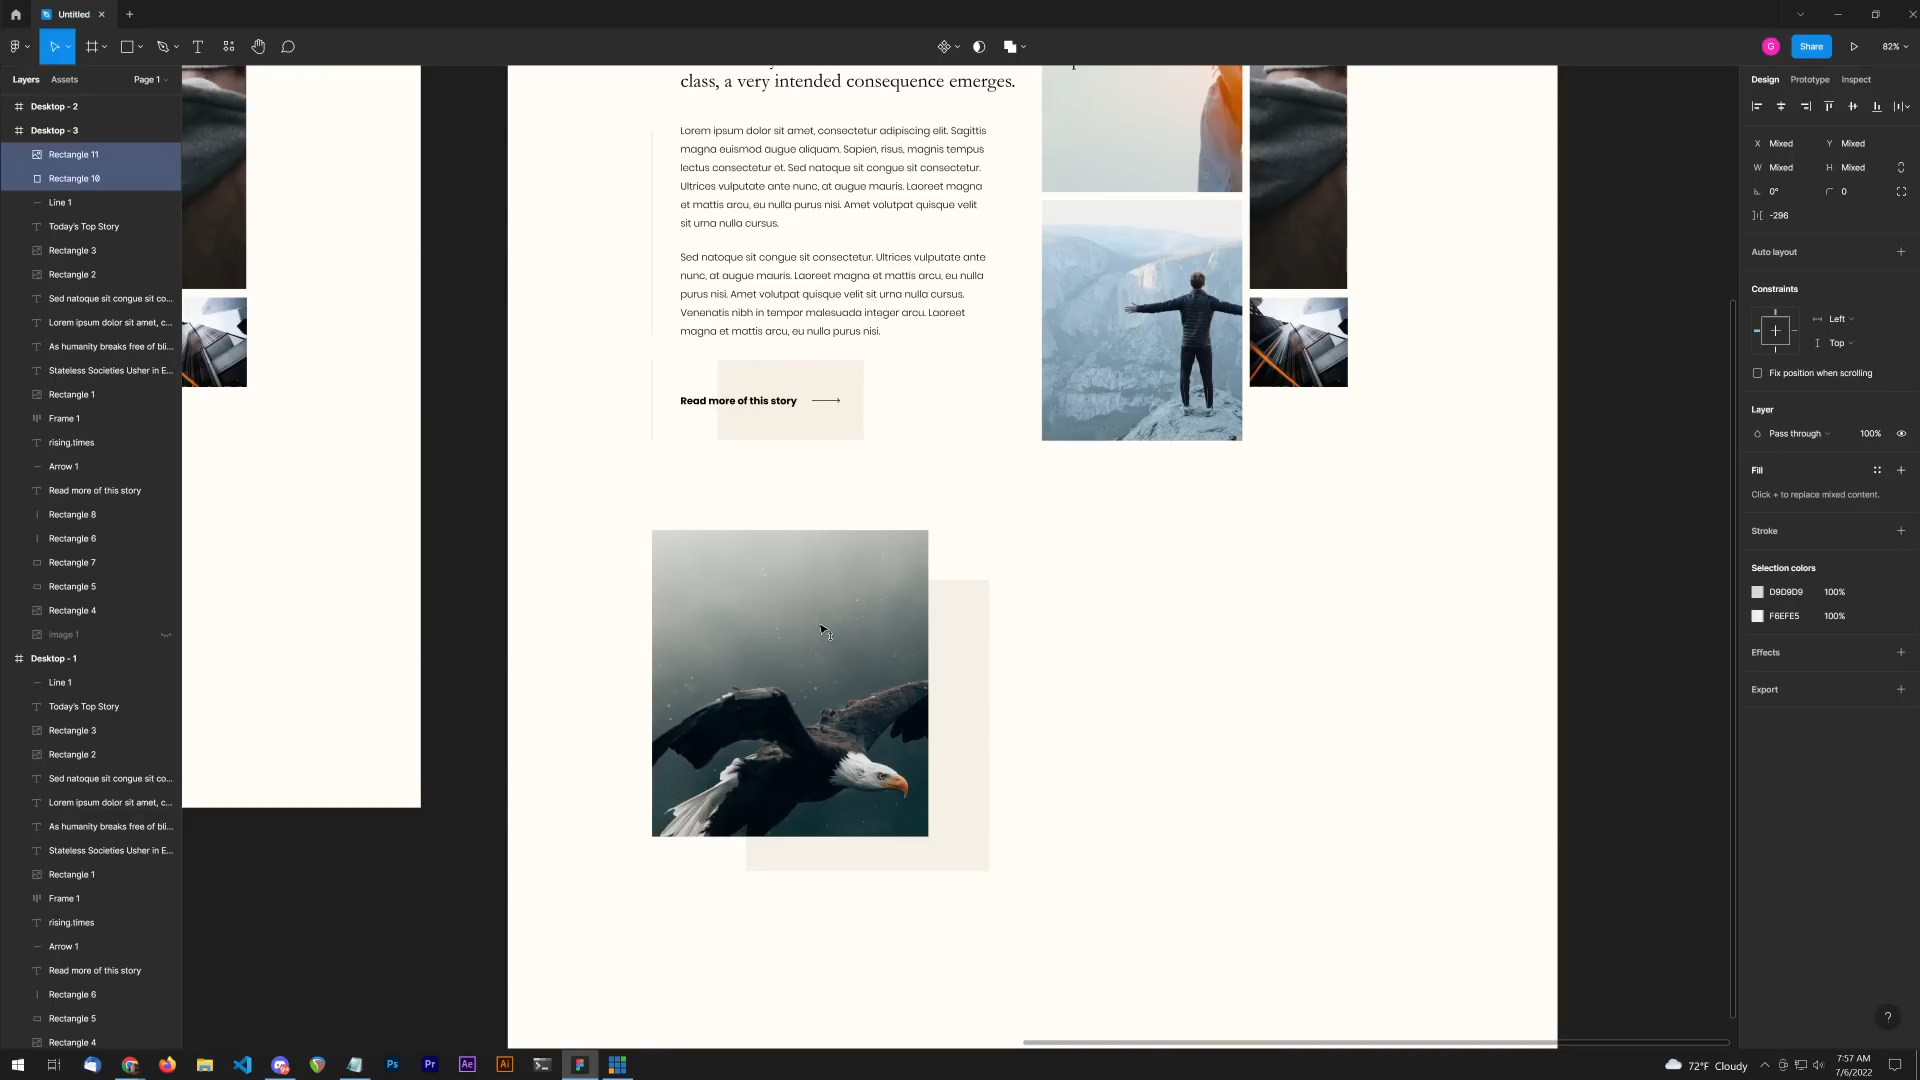 Untitled
Share
82%
Layers
Assets
Page 1
Desktop - 2
Desktop - 3
Rectangle 11
Rectangle 10
Line 1
Today's Top Story
Rectangle 3
Rectangle 2
Sed natoque sit congue sit co...
Lorem ipsum dolor sit amet, c...
As humanity breaks free of bli...
Stateless Societies Usher in E...
Rectangle 1
Frame 1
rising.times
Arrow 1
Read more of this story
Rectangle 8
Rectangle 6
Rectangle 7
Rectangle 5
Rectangle 4
image 1
Desktop - 1
Line 1
Today's Top Story
Rectangle 3
Rectangle 2
Sed natoque sit congue sit co...
Lorem ipsum dolor sit amet, c...
As humanity breaks free of bli...
Stateless Societies Usher in E...
Rectangle 1
Frame 1
rising.times
Arrow 1
Read more of this story
Rectangle 6
Rectangle 5
Rectangle 4
class, a very intended consequence emerges.
Lorem ipsum dolor sit amet, consectetur adipiscing elit. Sagittis
magna euismod augue aliquam. Sapien, risus, magnis tempus
lectus consectetur et. Sed natoque sit congue sit consectetur.
Ultrices vulputate ante nunc, at augue mauris. Laoreet magna
et mattis arcu, eu nulla purus nisi. Amet volutpat quisque velit
sit urna nulla cursus.
Sed natoque sit congue sit consectetur. Ultrices vulputate ante
nunc, at augue mauris. Laoreet magna et mattis arcu, eu nulla
purus nisi. Amet volutpat quisque velit sit urna nulla cursus.
Venenatis nibh in tempor malesuada integer arcu. Laoreet
magna et mattis arcu, eu nulla purus nisi.
Read more of this story
G
Design
Prototype
Inspect
X Mixed Y Mixed
W Mixed H Mixed
0° 0
-296
Auto layout
Constraints
Left
Top
Fix position when scrolling
Layer
Pass through 100%
Fill
Click + to replace mixed content.
Stroke
Selection colors
D9D9D9 100%
F6EFE5 100%
Effects
Export
?
Ps
Pr
Ae
Ai
72°F Cloudy
7:57 AM
7/6/2022